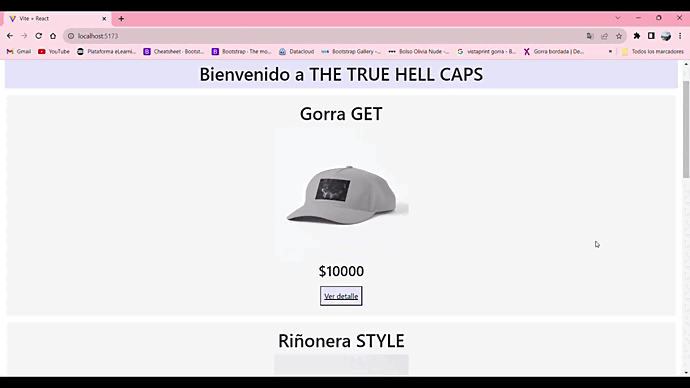 Vite + React
localhost:5173
Gmail
YouTube
Plataforma eLearni...
Cheatsheet · Bootst...
Bootstrap · The mo...
Datacloud
Bootstrap Gallery -...
Bolso Olivia Nude -...
vistaprint gorra - B...
Gorra bordada | De...
»
Todos los marcadores
Bienvenido a THE TRUE HELL CAPS
Gorra GET
$10000
Ver detalle
Riñonera STYLE